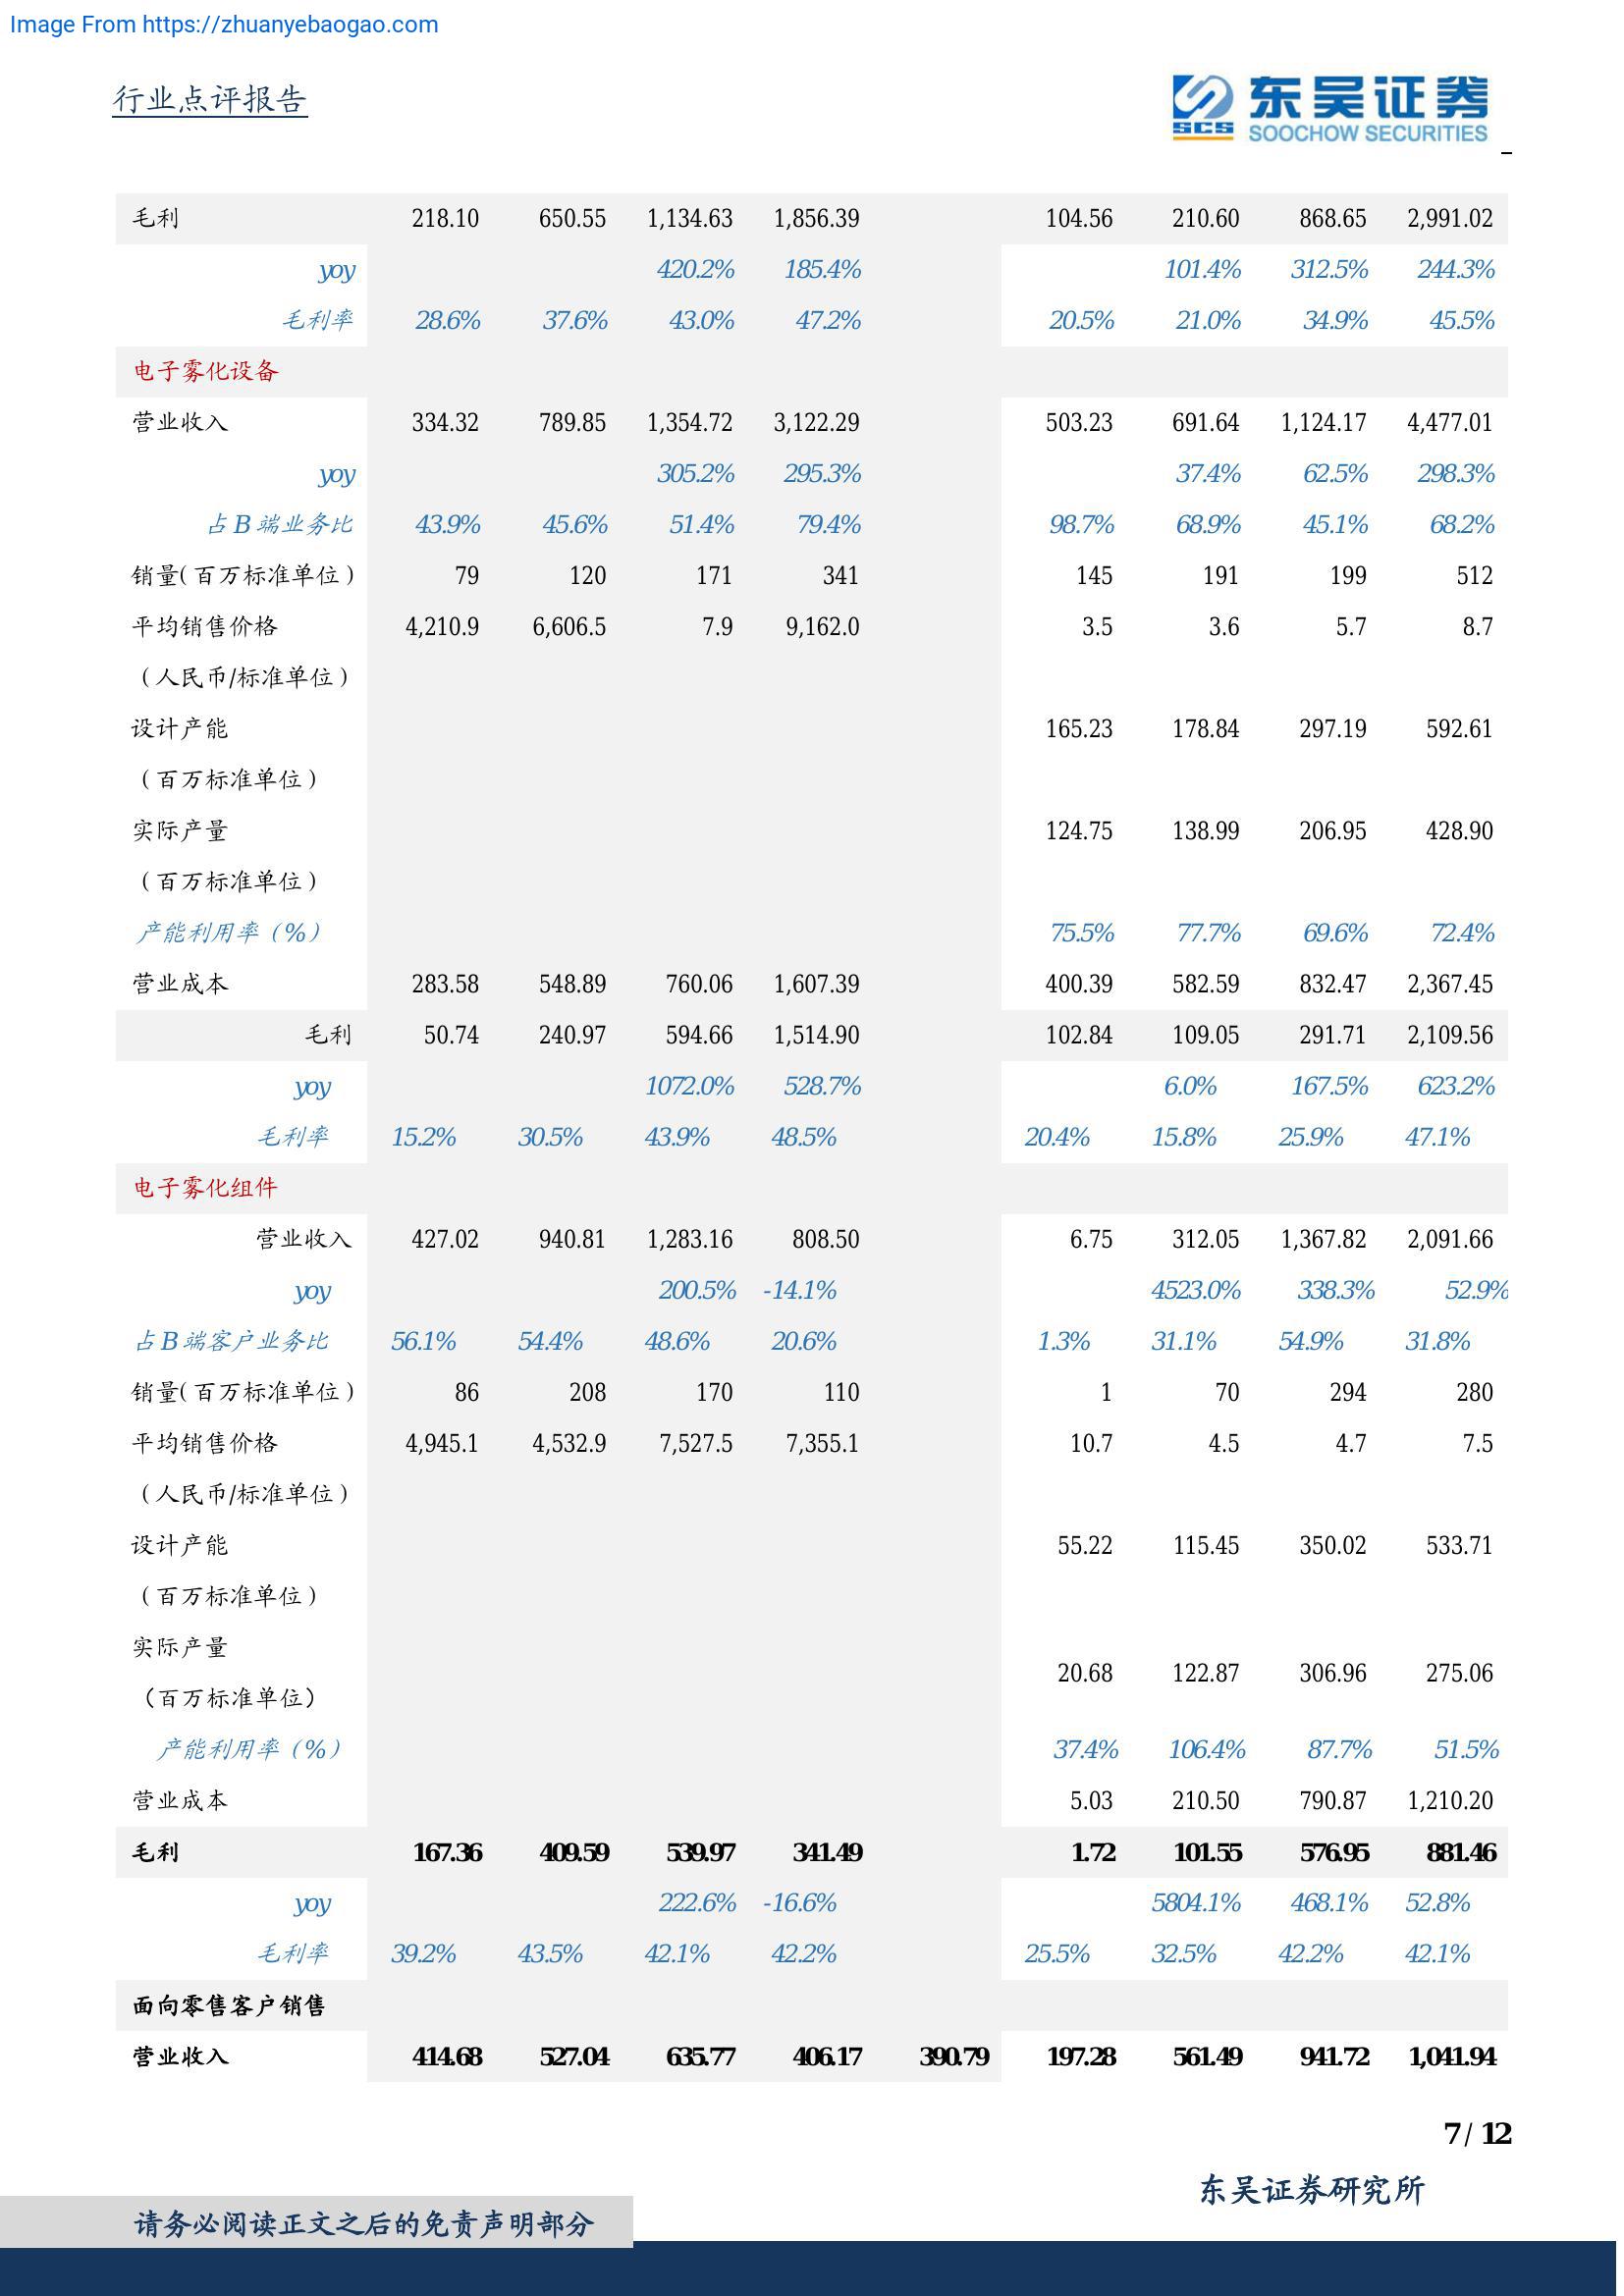 Image From https://zhuanyebaogao.com
行业点评报告
SCS 东吴证券
SOOCHOW SECURITIES
毛利 218.10 650.55 1,134.63 1,856.39 104.56 210.60 868.65 2,991.02
yoy 420.2% 185.4% 101.4% 312.5% 244.3%
毛利率 28.6% 37.6% 43.0% 47.2% 20.5% 21.0% 34.9% 45.5%
电子雾化设备
营业收入 334.32 789.85 1,354.72 3,122.29 503.23 691.64 1,124.17 4,477.01
yoy 305.2% 295.3% 37.4% 62.5% 298.3%
占 B 端业务比 43.9% 45.6% 51.4% 79.4% 98.7% 68.9% 45.1% 68.2%
销量(百万标准单位) 79 120 171 341 145 191 199 512
平均销售价格 4,210.9 6,606.5 7.9 9,162.0 3.5 3.6 5.7 8.7
(人民币/标准单位)
设计产能 165.23 178.84 297.19 592.61
(百万标准单位)
实际产量 124.75 138.99 206.95 428.90
(百万标准单位)
产能利用率(%) 75.5% 77.7% 69.6% 72.4%
营业成本 283.58 548.89 760.06 1,607.39 400.39 582.59 832.47 2,367.45
毛利 50.74 240.97 594.66 1,514.90 102.84 109.05 291.71 2,109.56
yoy 1072.0% 528.7% 6.0% 167.5% 623.2%
毛利率 15.2% 30.5% 43.9% 48.5% 20.4% 15.8% 25.9% 47.1%
电子雾化组件
营业收入 427.02 940.81 1,283.16 808.50 6.75 312.05 1,367.82 2,091.66
yoy 200.5% -14.1% 4523.0% 338.3% 52.9%
占 B 端客户业务比 56.1% 54.4% 48.6% 20.6% 1.3% 31.1% 54.9% 31.8%
销量(百万标准单位) 86 208 170 110 1 70 294 280
平均销售价格 4,945.1 4,532.9 7,527.5 7,355.1 10.7 4.5 4.7 7.5
(人民币/标准单位)
设计产能 55.22 115.45 350.02 533.71
(百万标准单位)
实际产量 20.68 122.87 306.96 275.06
(百万标准单位)
产能利用率(%) 37.4% 106.4% 87.7% 51.5%
营业成本 5.03 210.50 790.87 1,210.20
毛利 167.36 409.59 539.97 341.49 1.72 101.55 576.95 881.46
yoy 222.6% -16.6% 5804.1% 468.1% 52.8%
毛利率 39.2% 43.5% 42.1% 42.2% 25.5% 32.5% 42.2% 42.1%
面向零售客户销售
营业收入 414.68 527.04 635.77 406.17 390.79 197.28 561.49 941.72 1,041.94
7 / 12
东吴证券研究所
请务必阅读正文之后的免责声明部分